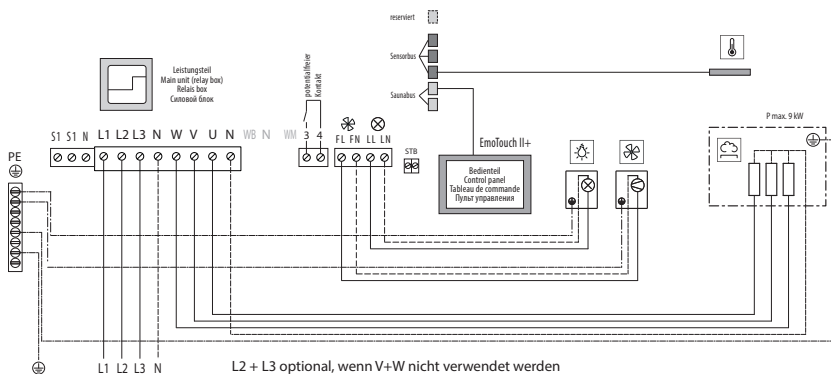 reserviert
Sensorbus
Saunabus
Leistungsteil
Main unit (relay box)
Relais box
Силовой блок
potentialfreier
Kontakt
P max. 9 kW
S1 S1 N L1 L2 L3 N W V U N WB N WM 3 4
FL FN LL LN
STB
EmoTouch II+
Bedienteil
Control panel
Tableau de commande
Пульт управления
PE
L1 L2 L3 N
L2 + L3 optional, wenn V+W nicht verwendet werden